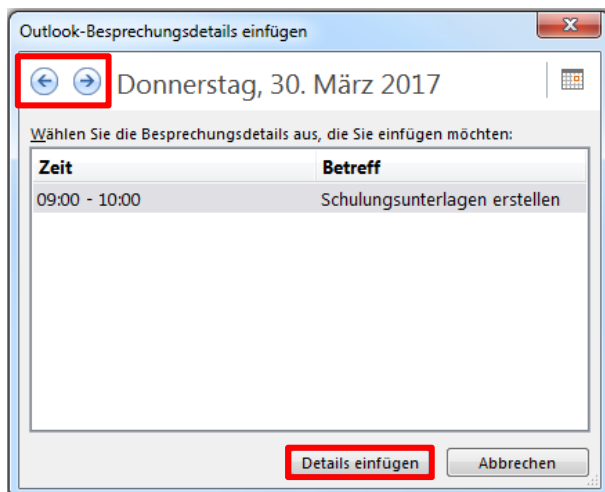 Outlook-Besprechungsdetails einfügen
Donnerstag, 30. März 2017
Wählen Sie die Besprechungsdetails aus, die Sie einfügen möchten:
Zeit Betreff
09:00 - 10:00 Schulungsunterlagen erstellen
Details einfügen Abbrechen